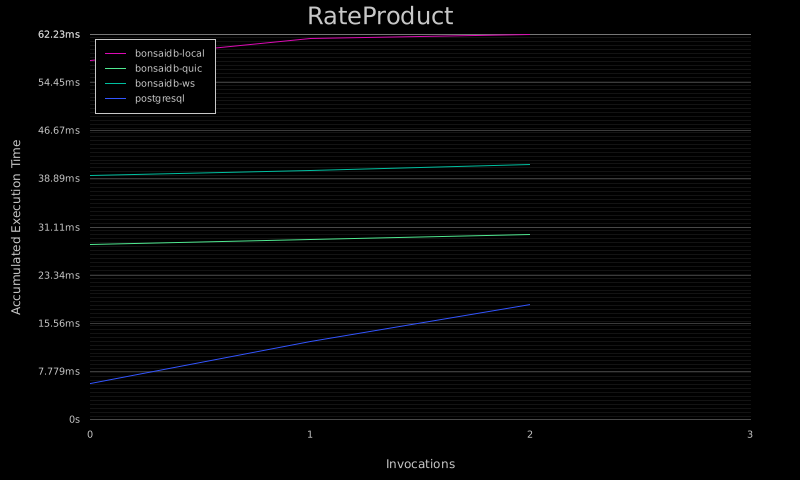 RateProduct
62.23ms
54.45ms
46.67ms
38.89ms
31.11ms
23.34ms
15.56ms
7.779ms
0s
Accumulated Execution Time
bonsaidb-local
bonsaidb-quic
bonsaidb-ws
postgresql
0 1 2 3
Invocations